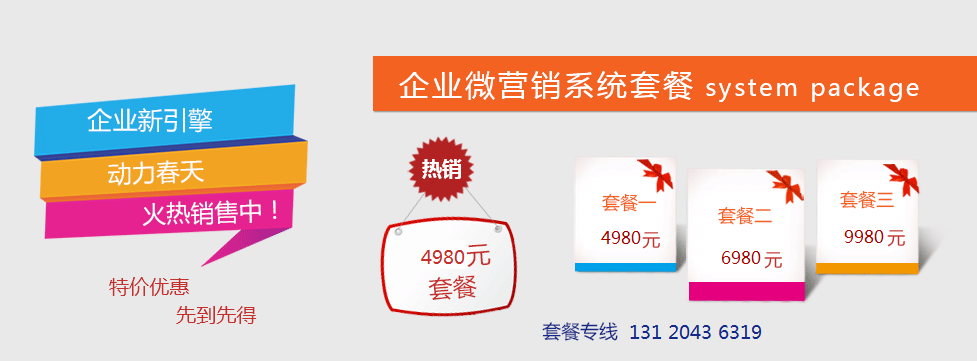 企业新引擎
动力春天
火热销售中！
特价优惠
先到先得
企业微营销系统套餐 system package
热销
4980元
套餐
套餐一
4980元
套餐二
6980元
套餐三
9980元
套餐专线 131 2043 6319